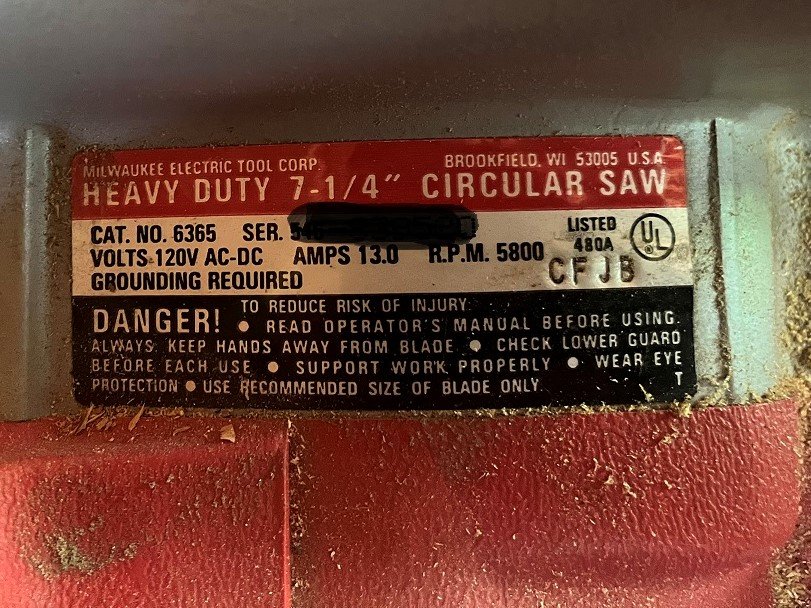 MILWAUKEE ELECTRIC TOOL CORP. BROOKFIELD, WI 53005 U.S.A.
HEAVY DUTY 7-1/4" CIRCULAR SAW
CAT. NO. 6365 SER. LISTED
480A UL
VOLTS 120V AC-DC AMPS 13.0 R.P.M. 5800
CFJB
GROUNDING REQUIRED
TO REDUCE RISK OF INJURY:
DANGER! ● READ OPERATOR'S MANUAL BEFORE USING.
ALWAYS KEEP HANDS AWAY FROM BLADE ● CHECK LOWER GUARD
BEFORE EACH USE ● SUPPORT WORK PROPERLY ● WEAR EYE
PROTECTION ● USE RECOMMENDED SIZE OF BLADE ONLY. T